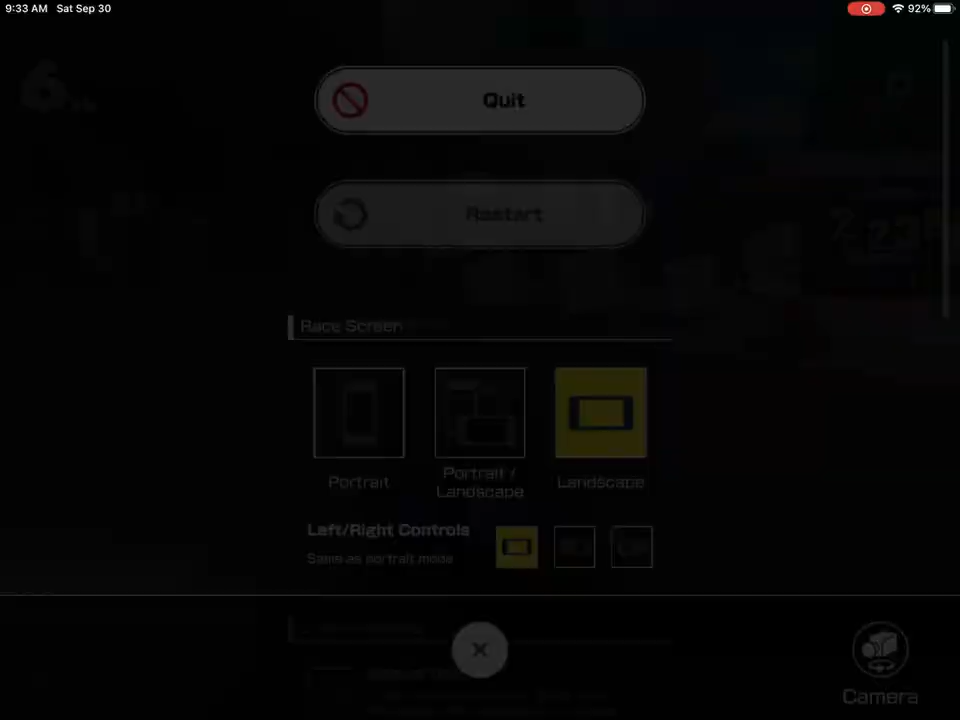 9:33 AM Sat Sep 30
92%
6
Quit
Restart
Race Screen
Portrait
Portrait /
Landscape
Landscape
Left/Right Controls
Same as portrait mode
Camera